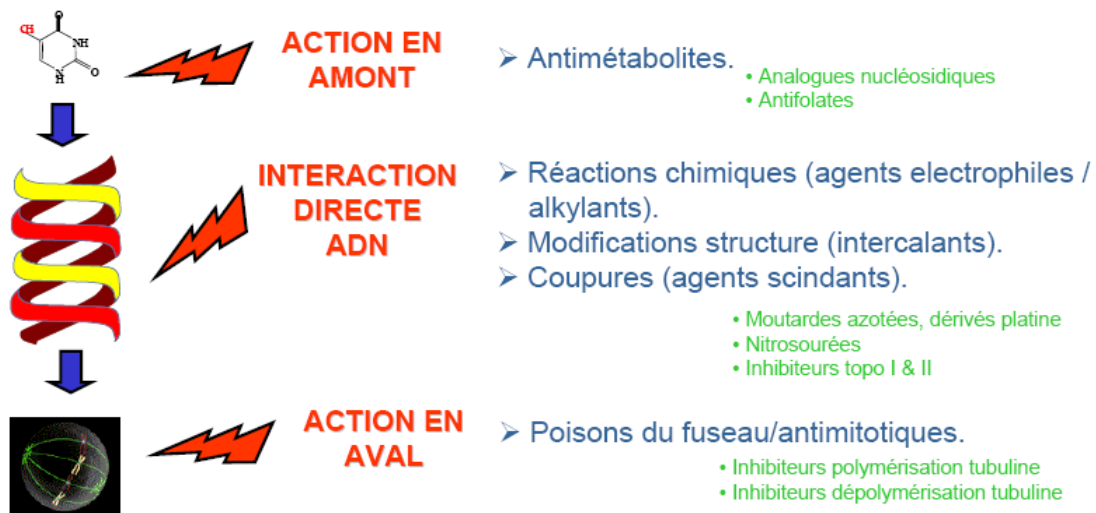 CH
O
NH
N
H
O
ACTION EN
AMONT
➢ Antimétabolites.
• Analogues nucléosidiques
• Antifolates
INTERACTION
DIRECTE
ADN
➢ Réactions chimiques (agents electrophiles /
alkylants).
➢ Modifications structure (intercalants).
➢ Coupures (agents scindants).
• Moutardes azotées, dérivés platine
• Nitrosourées
• Inhibiteurs topo I & II
ACTION EN
AVAL
➢ Poisons du fuseau/antimitotiques.
• Inhibiteurs polymérisation tubuline
• Inhibiteurs dépolymérisation tubuline